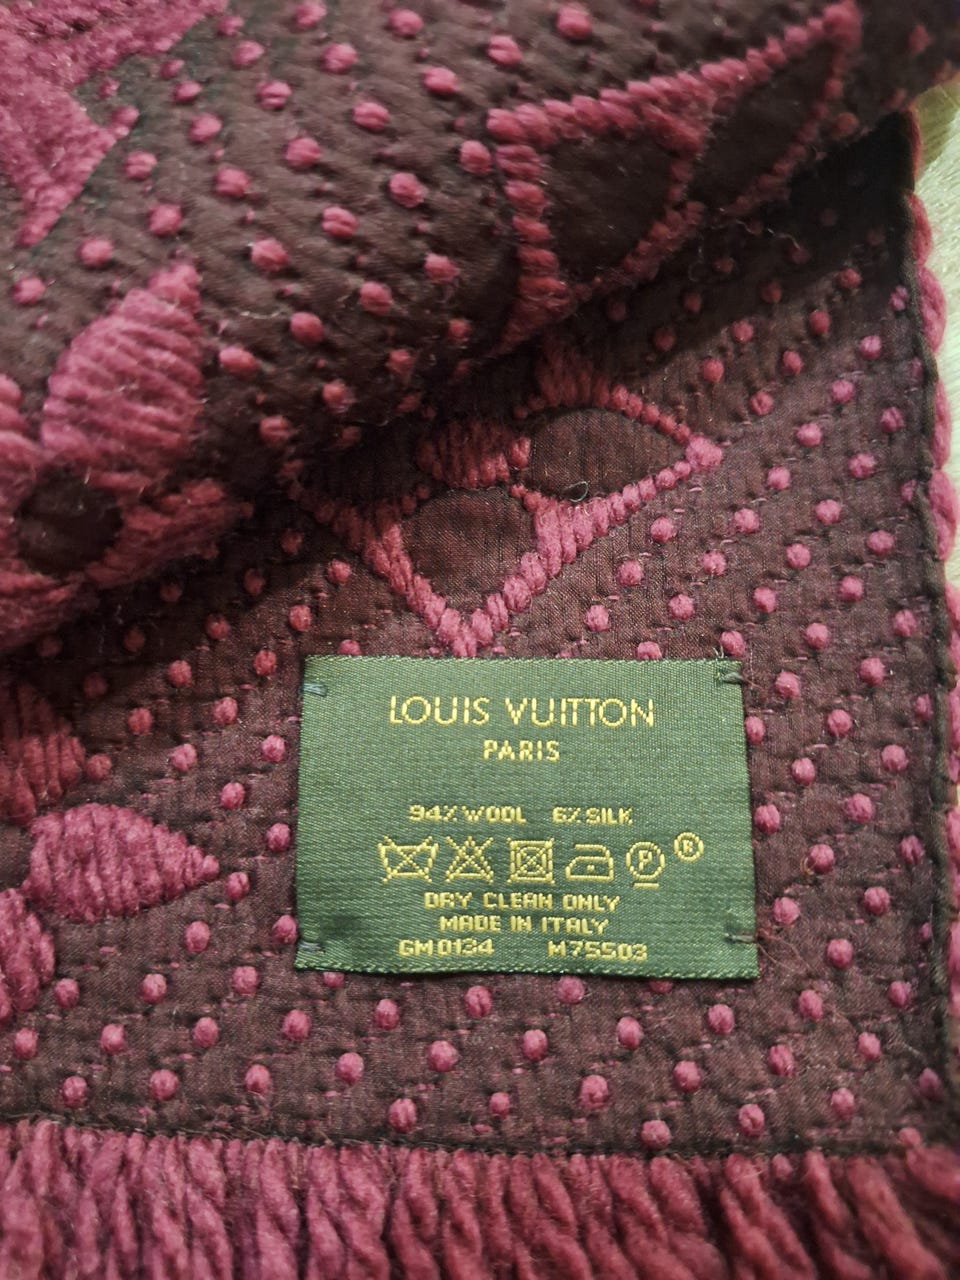 LOUIS VUITTON
PARIS
94% WOOL 6% SILK
P ®
DRY CLEAN ONLY
MADE IN ITALY
GM0134 M75503